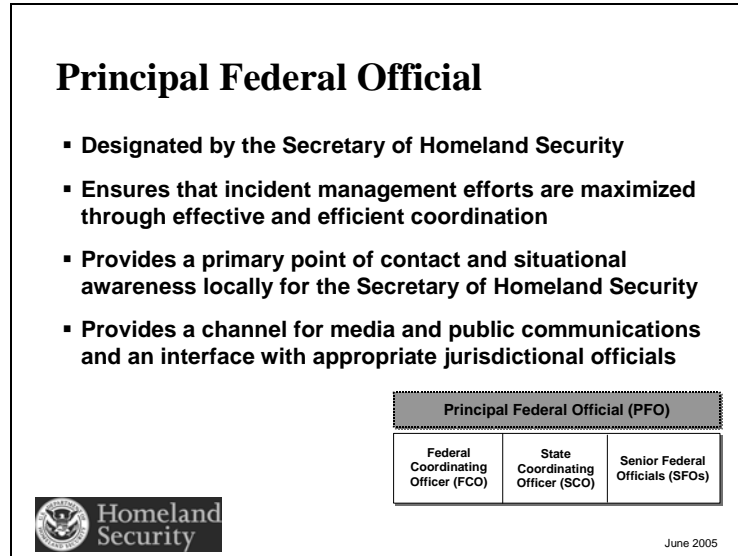 Principal Federal Official
▪ Designated by the Secretary of Homeland Security
▪ Ensures that incident management efforts are maximized
through effective and efficient coordination
▪ Provides a primary point of contact and situational
awareness locally for the Secretary of Homeland Security
▪ Provides a channel for media and public communications
and an interface with appropriate jurisdictional officials
Principal Federal Official (PFO)
Federal
Coordinating
Officer (FCO)
State
Coordinating
Officer (SCO)
Senior Federal
Officials (SFOs)
Homeland
Security
June 2005